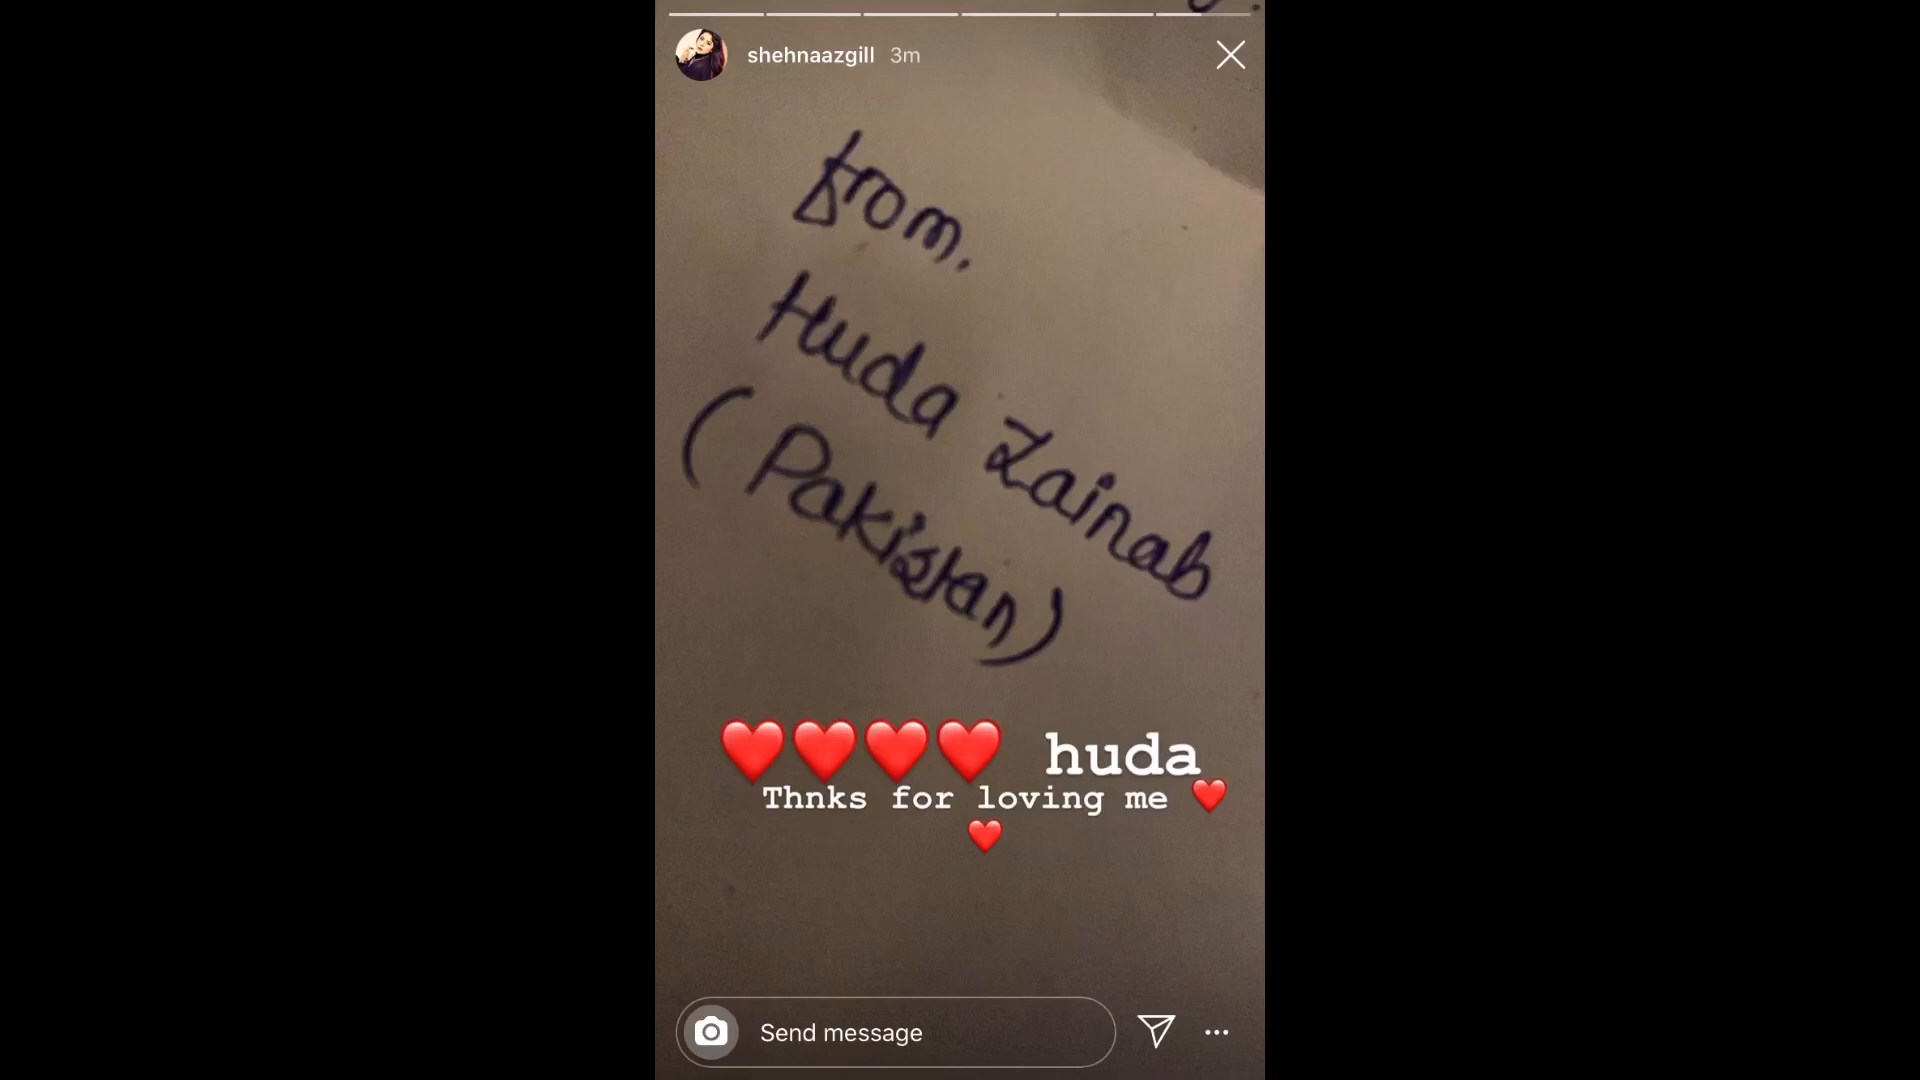 shehnaazgill 3m
from,
Huda Zainab
(Pakistan)
❤️❤️❤️❤️ huda
Thnks for loving me ❤️
❤️
Send message